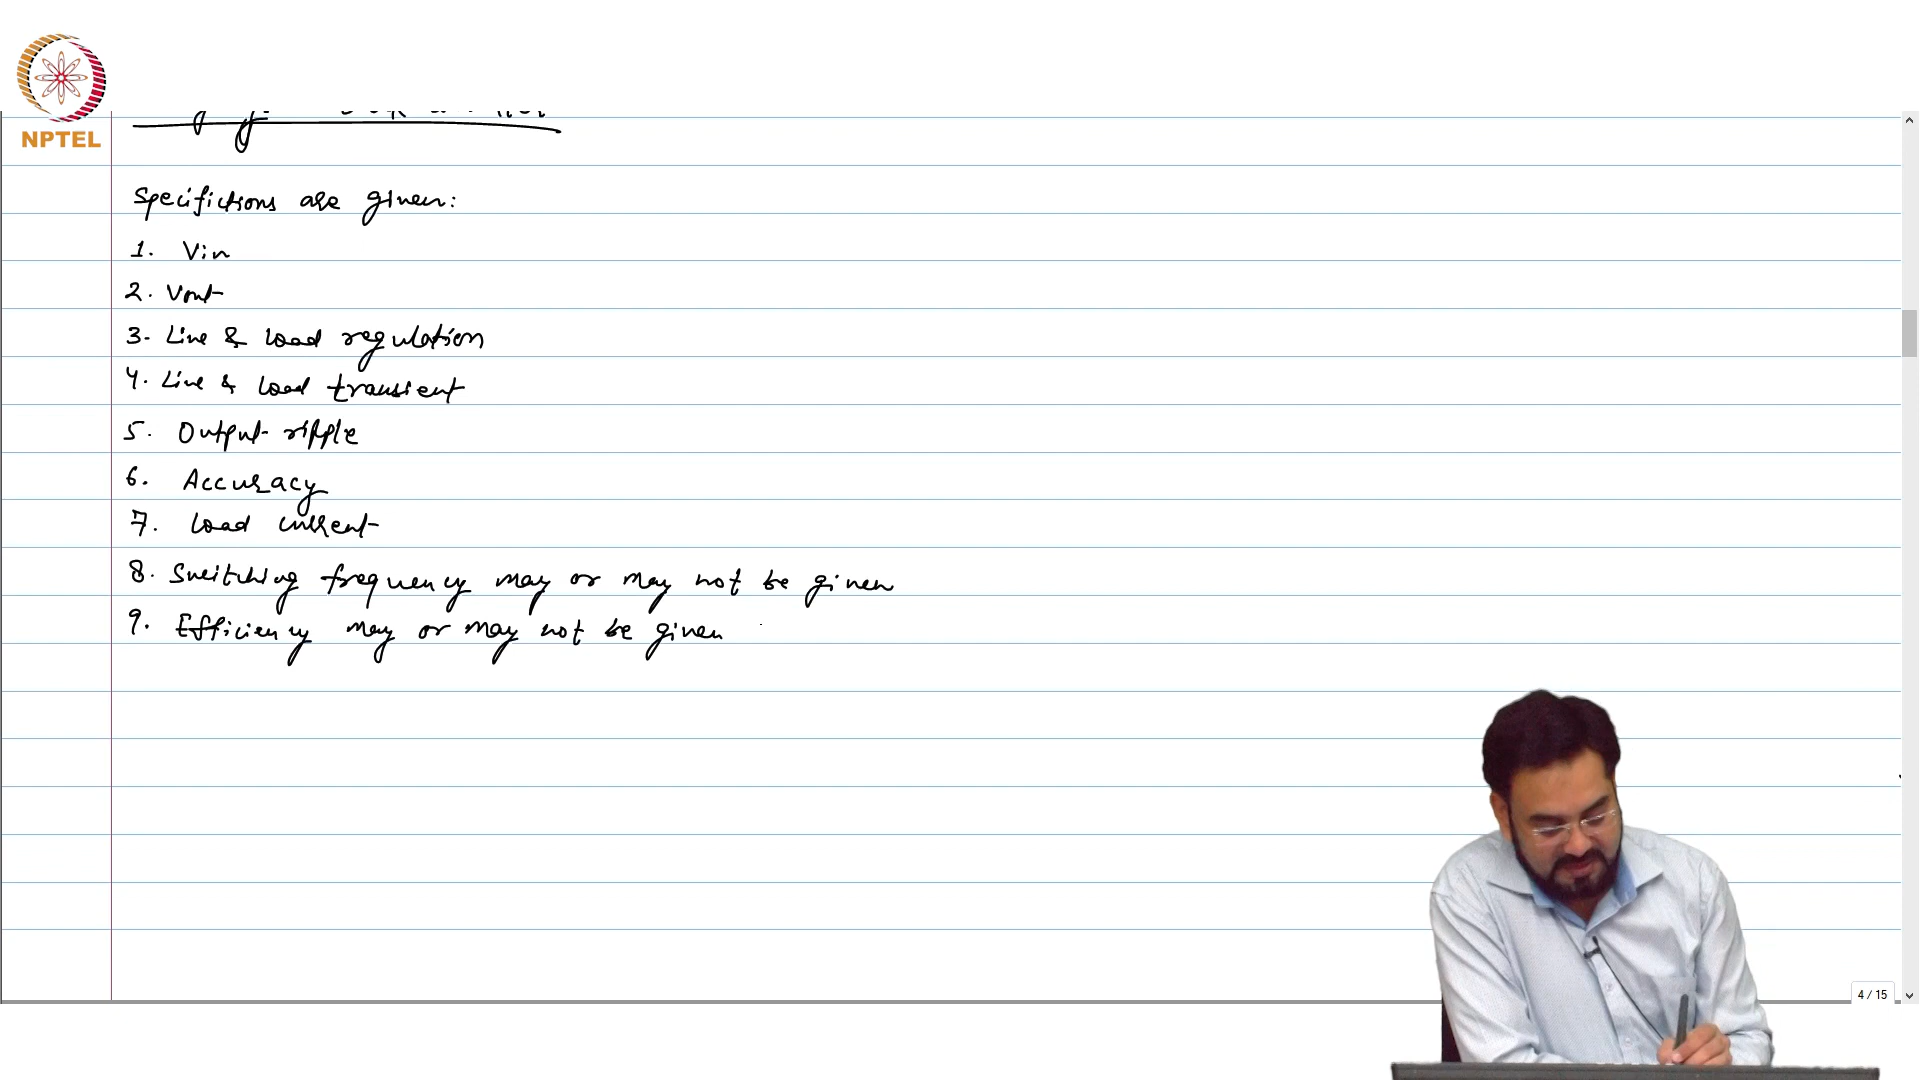 NPTEL
Specifictions are given:
1. Vin
2. Vout
3. Line & load regulation
4. Line & load transient
5. Output ripple
6. Accuracy
7. load current
8. Switching frequency may or may not be given
9. Efficiency may or may not be given
4 / 15